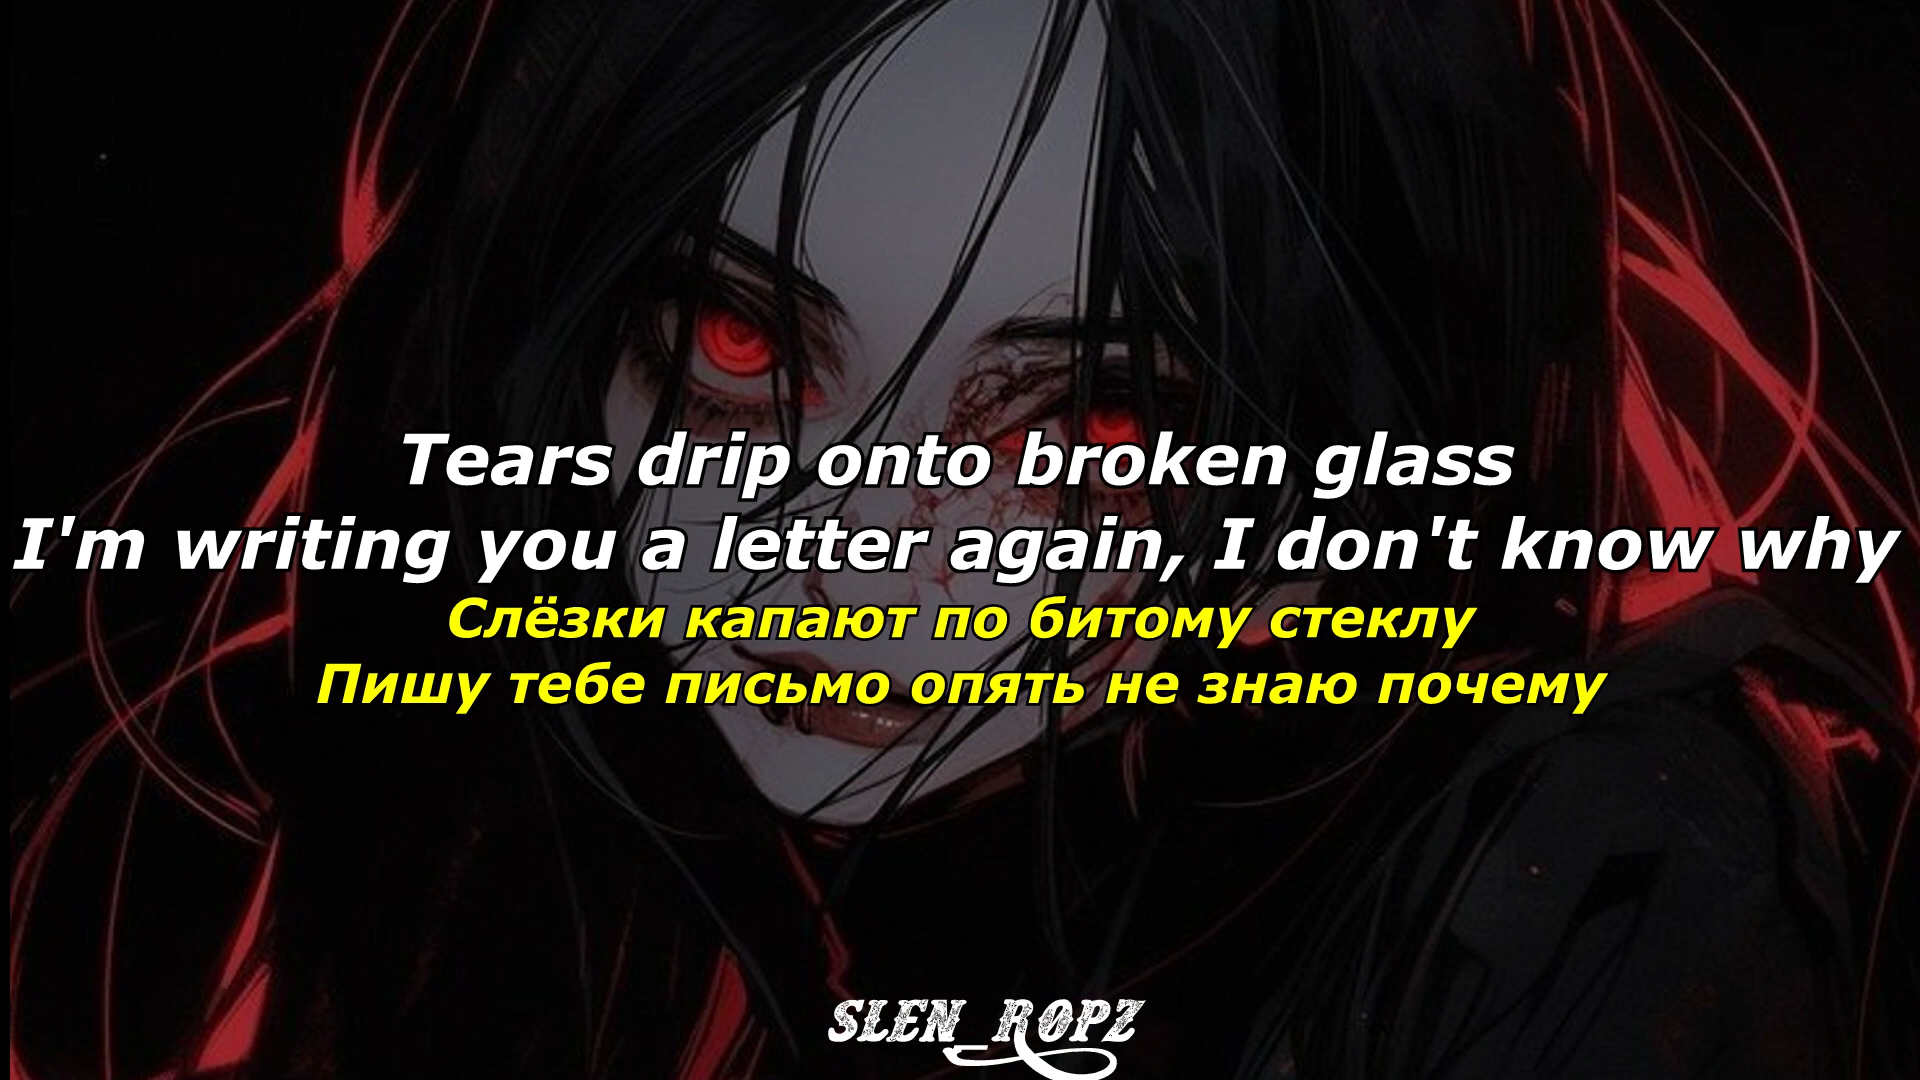 Tears drip onto broken glass
I'm writing you a letter again, I don't know why
Слёзки капают по битому стеклу
Пишу тебе письмо опять не знаю почему
SLEN_ROPZ